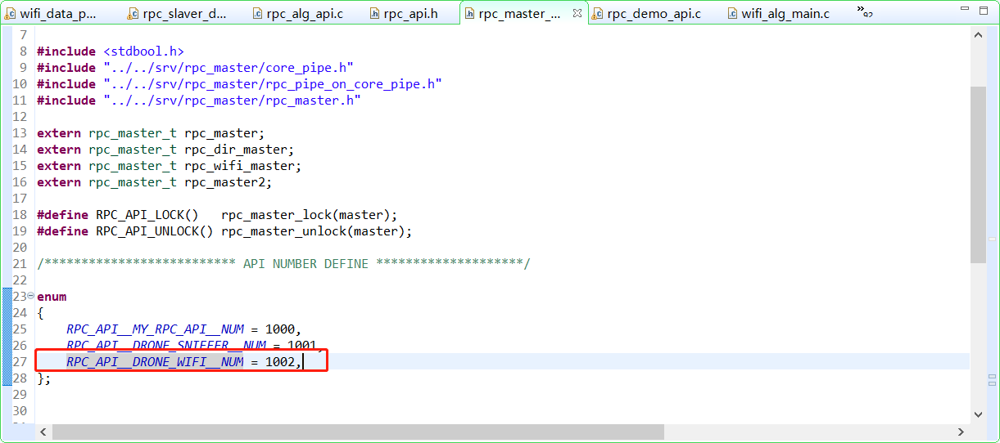 wifi_data_p... rpc_slaver_d... rpc_alg_api.c rpc_api.h rpc_master_... rpc_demo_api.c wifi_alg_main.c »92
7
8 #include <stdbool.h>
9 #include "../../srv/rpc_master/core_pipe.h"
10 #include "../../srv/rpc_master/rpc_pipe_on_core_pipe.h"
11 #include "../../srv/rpc_master/rpc_master.h"
12
13 extern rpc_master_t rpc_master;
14 extern rpc_master_t rpc_dir_master;
15 extern rpc_master_t rpc_wifi_master;
16 extern rpc_master_t rpc_master2;
17
18 #define RPC_API_LOCK()   rpc_master_lock(master);
19 #define RPC_API_UNLOCK() rpc_master_unlock(master);
20
21 /************************** API NUMBER DEFINE ********************/
22
23 enum
24 {
25     RPC_API__MY_RPC_API__NUM = 1000,
26     RPC_API__DRONE_SNIFFER__NUM = 1001,
27     RPC_API__DRONE_WIFI__NUM = 1002,
28 };
29
30